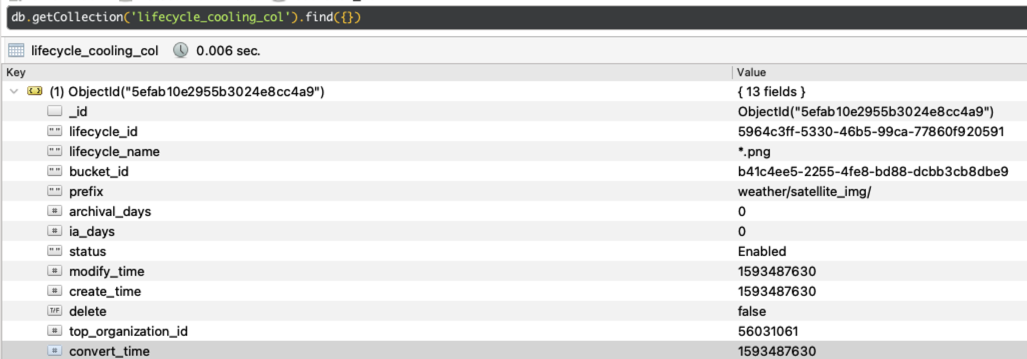 db.getCollection('lifecycle_cooling_col').find({})
lifecycle_cooling_col 0.006 sec.
Key Value
(1) ObjectId("5efab10e2955b3024e8cc4a9") { 13 fields }
_id ObjectId("5efab10e2955b3024e8cc4a9")
lifecycle_id 5964c3ff-5330-46b5-99ca-77860f920591
lifecycle_name *.png
bucket_id b41c4ee5-2255-4fe8-bd88-dcbb3cb8dbe9
prefix weather/satellite_img/
archival_days 0
ia_days 0
status Enabled
modify_time 1593487630
create_time 1593487630
delete false
top_organization_id 56031061
convert_time 1593487630